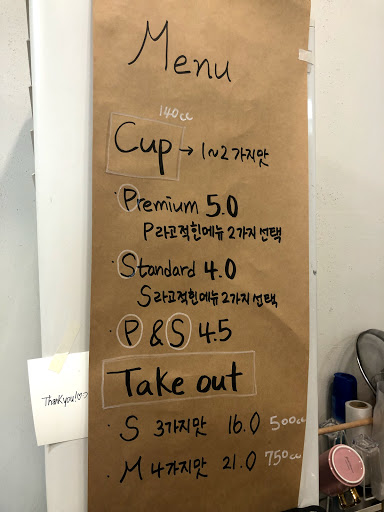 Menu
140cc
Cup → 1~2가지맛
· Premium 5.0
P라고적힌메뉴 2가지 선택
· Standard 4.0
S라고적힌메뉴 2가지 선택
· P & S 4.5
Take out
· S 3가지맛 16.0 500cc
· M 4가지맛 21.0 750cc
Thank you!♡